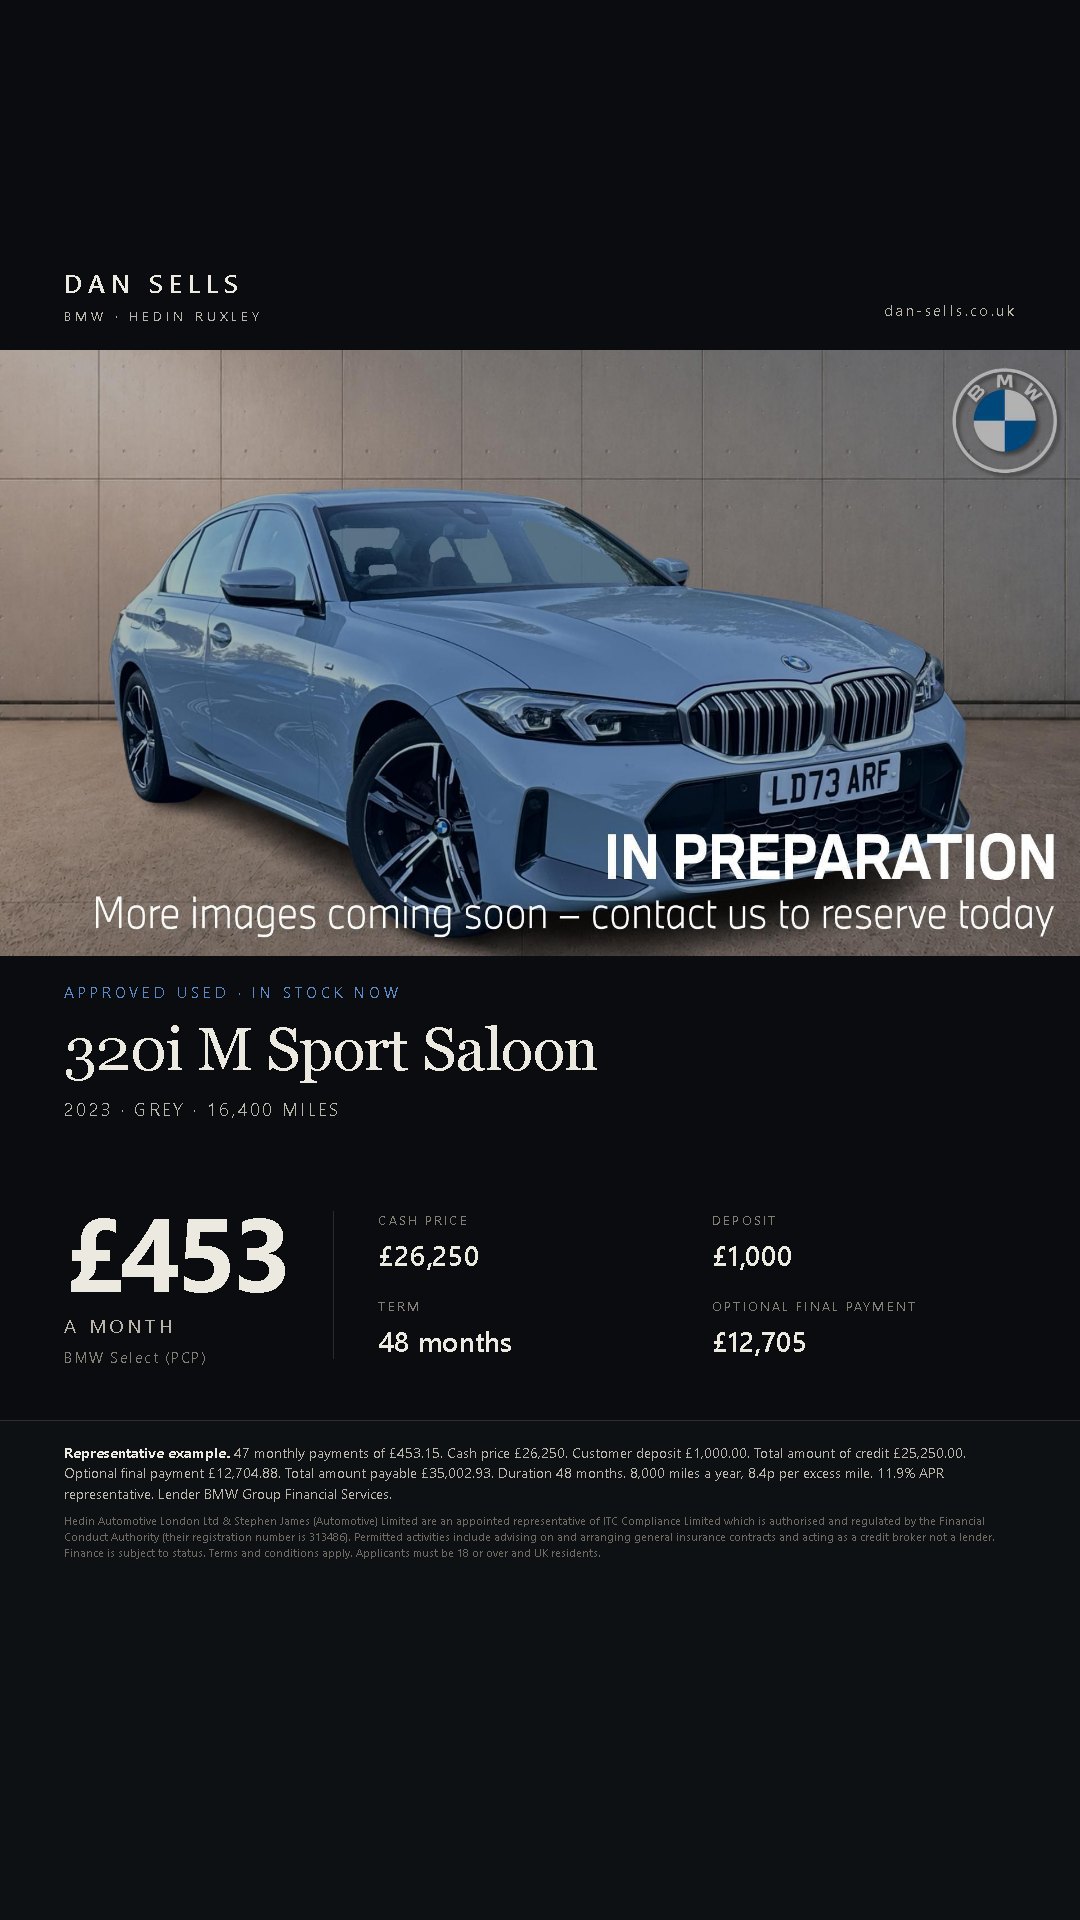 DAN SELLS
BMW · HEDIN RUXLEY
dan-sells.co.uk
BMW
LD73 ARF
IN PREPARATION
More images coming soon – contact us to reserve today
APPROVED USED · IN STOCK NOW
320i M Sport Saloon
2023 · GREY · 16,400 MILES
£453
A MONTH
BMW Select (PCP)
CASH PRICE
£26,250
DEPOSIT
£1,000
TERM
48 months
OPTIONAL FINAL PAYMENT
£12,705
Representative example. 47 monthly payments of £453.15. Cash price £26,250. Customer deposit £1,000.00. Total amount of credit £25,250.00.
Optional final payment £12,704.88. Total amount payable £35,002.93. Duration 48 months. 8,000 miles a year, 8.4p per excess mile. 11.9% APR
representative. Lender BMW Group Financial Services.
Hedin Automotive London Ltd & Stephen James (Automotive) Limited are an appointed representative of ITC Compliance Limited which is authorised and regulated by the Financial
Conduct Authority (their registration number is 313486). Permitted activities include advising on and arranging general insurance contracts and acting as a credit broker not a lender.
Finance is subject to status. Terms and conditions apply. Applicants must be 18 or over and UK residents.